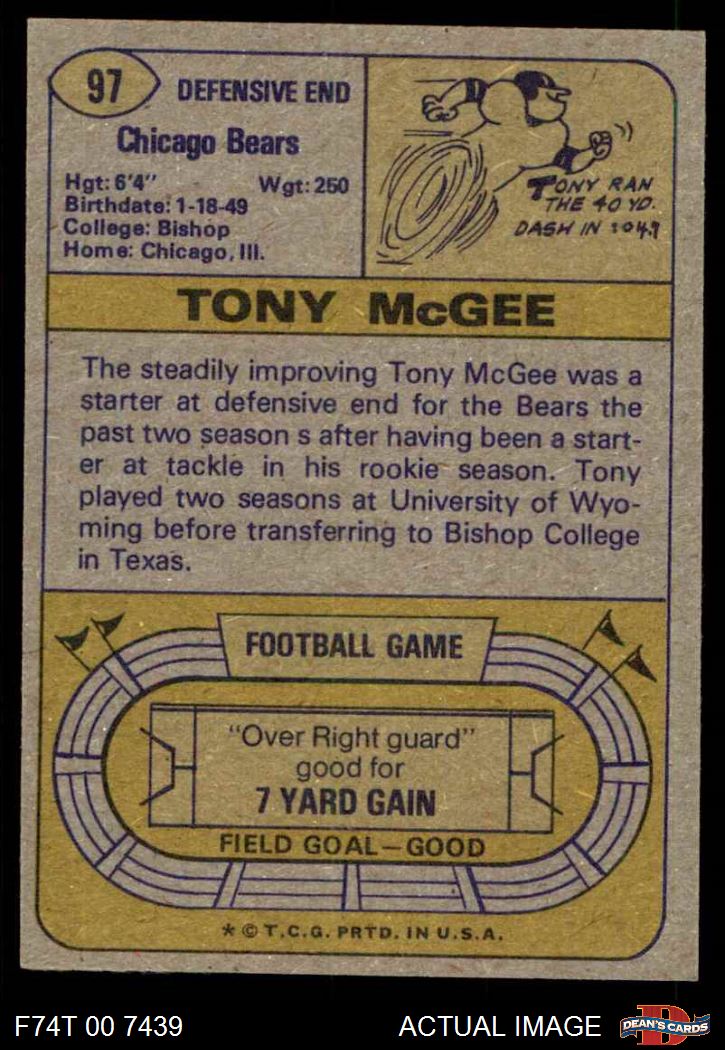 97
DEFENSIVE END
Chicago Bears
Hgt: 6'4" Wgt: 250
Birthdate: 1-18-49
College: Bishop
Home: Chicago, Ill.
TONY RAN
THE 40 YD.
DASH IN :04.9
TONY McGEE
The steadily improving Tony McGee was a
starter at defensive end for the Bears the
past two season s after having been a start-
er at tackle in his rookie season. Tony
played two seasons at University of Wyo-
ming before transferring to Bishop College
in Texas.
FOOTBALL GAME
"Over Right guard"
good for
7 YARD GAIN
FIELD GOAL—GOOD
* © T.C.G. PRTD. IN U.S.A.
F74T 00 7439
ACTUAL IMAGE
D
DEAN'S CARDS